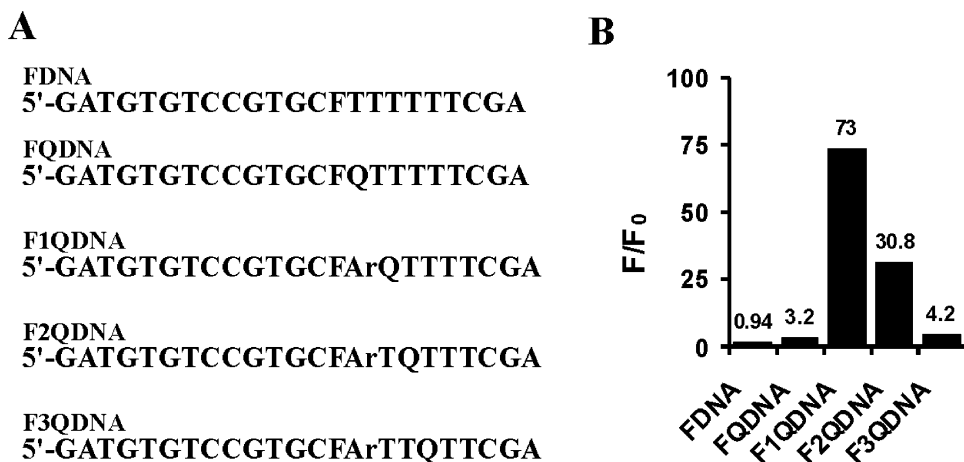 A
FDNA
5'-GATGTGTCCGTGCFTTTTTTCGA
FQDNA
5'-GATGTGTCCGTGCFQTTTTTCGA
F1QDNA
5'-GATGTGTCCGTGCFArQTTTTCGA
F2QDNA
5'-GATGTGTCCGTGCFArTQTTTCGA
F3QDNA
5'-GATGTGTCCGTGCFArTTQTTCGA
B
F/F0
100
75
50
25
0
0.94
3.2
73
30.8
4.2
FDNA
FQDNA
F1QDNA
F2QDNA
F3QDNA